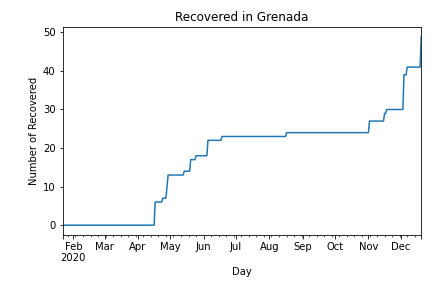 Recovered in Grenada
Number of Recovered
50
40
30
20
10
0
Feb Mar Apr May Jun Jul Aug Sep Oct Nov Dec
2020
Day